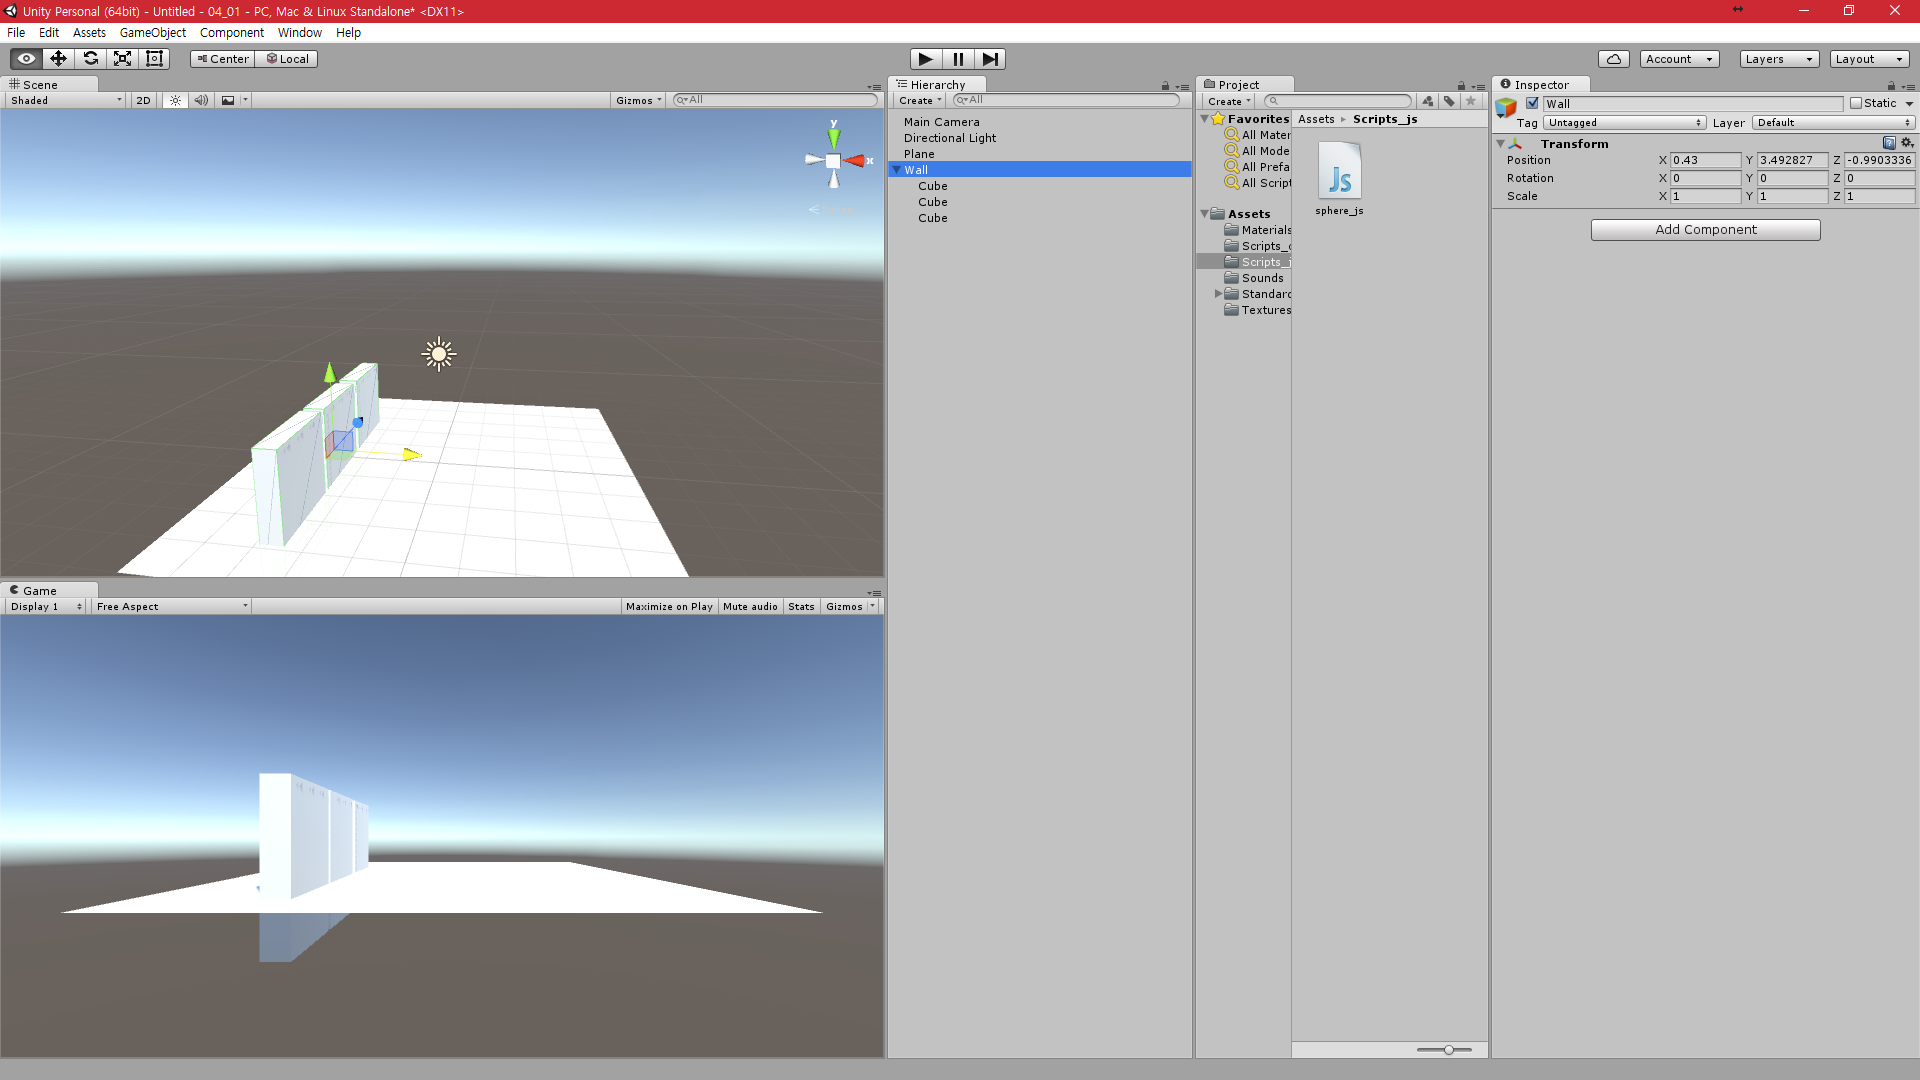 Unity Personal (64bit) - Untitled - 04_01 - PC, Mac & Linux Standalone* <DX11>
File Edit Assets GameObject Component Window Help
Center Local
Account Layers Layout
Scene
Shaded 2D Gizmos All
y
x
Game
Display 1 Free Aspect Maximize on Play Mute audio Stats Gizmos
Hierarchy
Create All
Main Camera
Directional Light
Plane
Wall
Cube
Cube
Cube
Project
Create
Favorites
All Mater
All Mode
All Prefa
All Script
Assets
Materials
Scripts_c
Scripts_j
Sounds
Standard
Textures
Assets Scripts_js
JS
sphere_js
Inspector
Wall Static
Tag Untagged Layer Default
Transform
Position X 0.43 Y 3.492827 Z -0.9903336
Rotation X 0 Y 0 Z 0
Scale X 1 Y 1 Z 1
Add Component